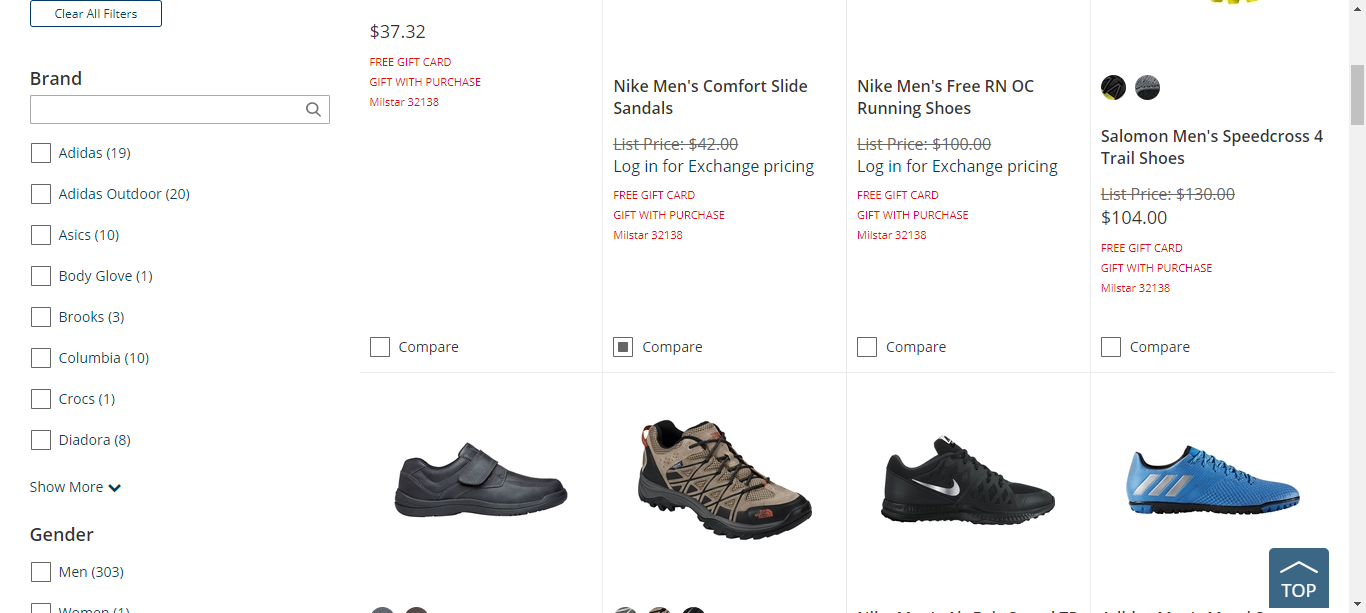 Clear All Filters
Brand
Adidas (19)
Adidas Outdoor (20)
Asics (10)
Body Glove (1)
Brooks (3)
Columbia (10)
Crocs (1)
Diadora (8)
Show More
Gender
Men (303)
Women (1)
$37.32
FREE GIFT CARD
GIFT WITH PURCHASE
Milstar 32138
Compare
Nike Men's Comfort Slide
Sandals
List Price: $42.00
Log in for Exchange pricing
FREE GIFT CARD
GIFT WITH PURCHASE
Milstar 32138
Compare
Nike Men's Free RN OC
Running Shoes
List Price: $100.00
Log in for Exchange pricing
FREE GIFT CARD
GIFT WITH PURCHASE
Milstar 32138
Compare
Salomon Men's Speedcross 4
Trail Shoes
List Price: $130.00
$104.00
FREE GIFT CARD
GIFT WITH PURCHASE
Milstar 32138
Compare
TOP